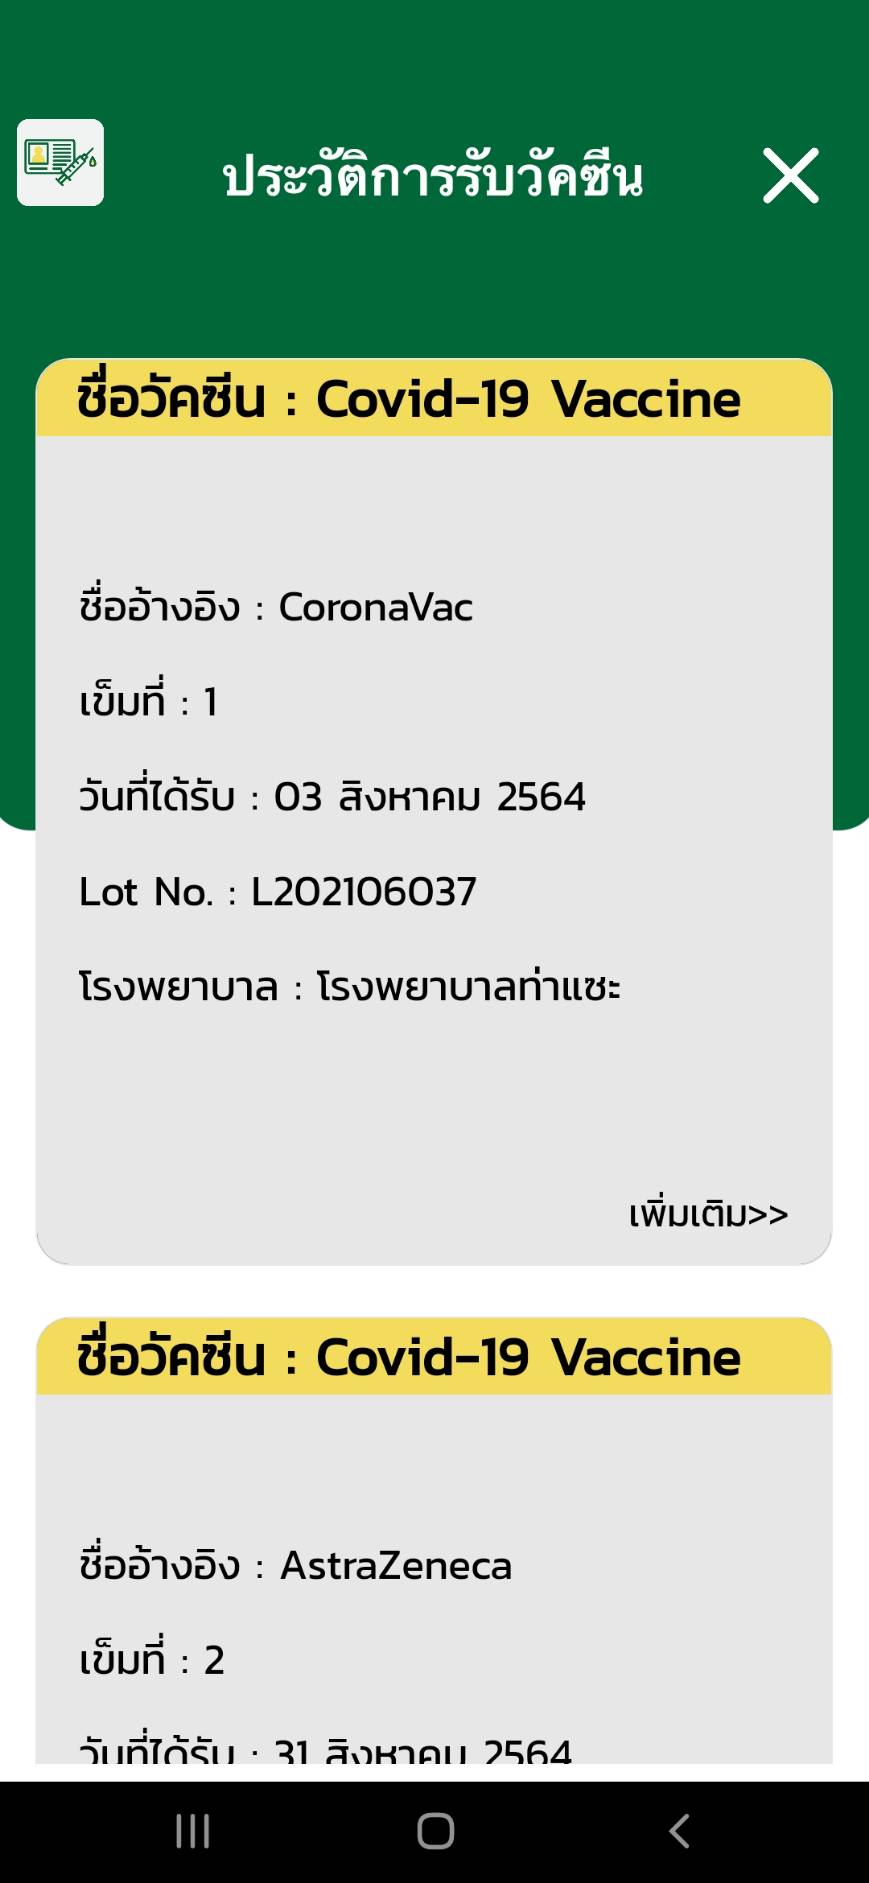 ประวัติการรับวัคซีน
ชื่อวัคซีน : Covid-19 Vaccine
ชื่ออ้างอิง : CoronaVac
เข็มที่ : 1
วันที่ได้รับ : 03 สิงหาคม 2564
Lot No. : L202106037
โรงพยาบาล : โรงพยาบาลท่าแซะ
เพิ่มเติม>>
ชื่อวัคซีน : Covid-19 Vaccine
ชื่ออ้างอิง : AstraZeneca
เข็มที่ : 2
วันที่ได้รับ : 31 สิงหาคม 2564